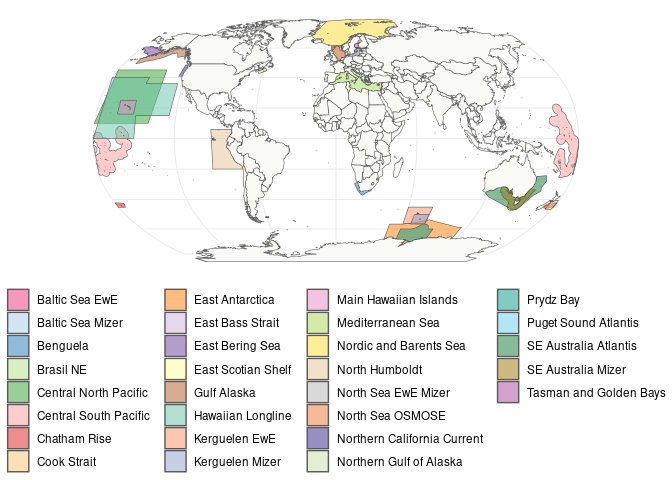 Baltic Sea EwE
Baltic Sea Mizer
Benguela
Brasil NE
Central North Pacific
Central South Pacific
Chatham Rise
Cook Strait
East Antarctica
East Bass Strait
East Bering Sea
East Scotian Shelf
Gulf Alaska
Hawaiian Longline
Kerguelen EwE
Kerguelen Mizer
Main Hawaiian Islands
Mediterranean Sea
Nordic and Barents Sea
North Humboldt
North Sea EwE Mizer
North Sea OSMOSE
Northern California Current
Northern Gulf of Alaska
Prydz Bay
Puget Sound Atlantis
SE Australia Atlantis
SE Australia Mizer
Tasman and Golden Bays